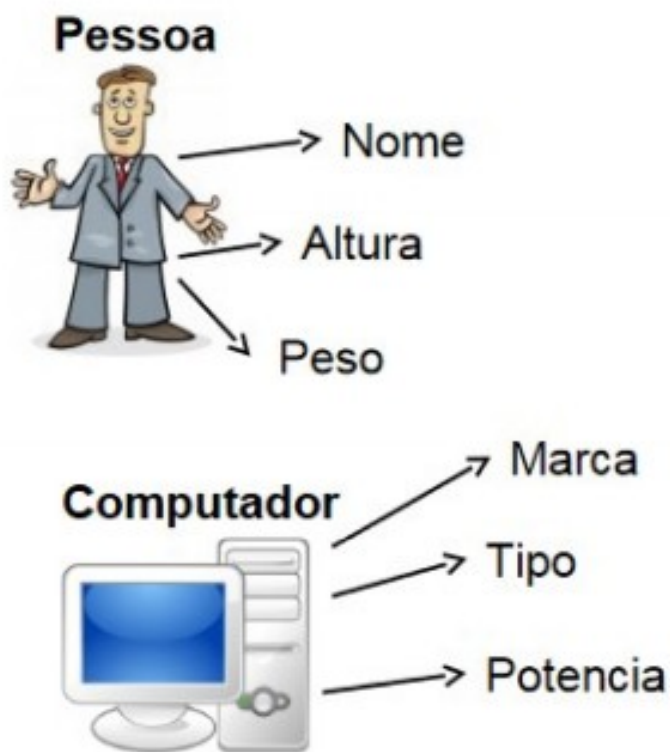 Pessoa
Nome
Altura
Peso
Computador
Marca
Tipo
Potencia